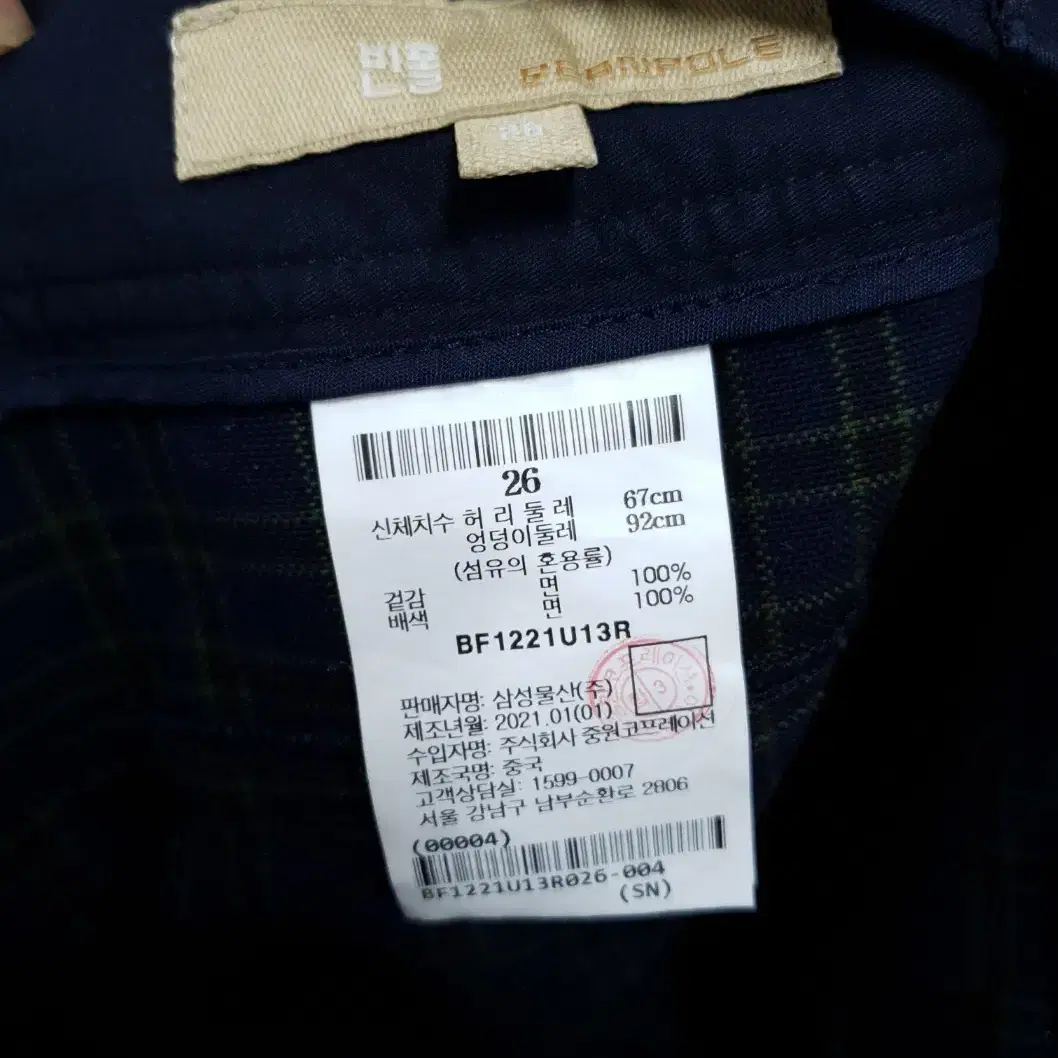 빈폴 BEANPOLE
26
26
신체치수 허 리 둘 레 67cm
엉덩이둘레 92cm
(섬유의 혼용률)
겉감 면 100%
배색 면 100%
BF1221U13R
판매자명: 삼성물산(주)
제조년월: 2021.01(01)
수입자명: 주식회사 중원코프레이션
제조국명: 중국
고객상담실: 1599-0007
서울 강남구 남부순환로 2806
(00004)
BF1221U13R026-004
(SN)